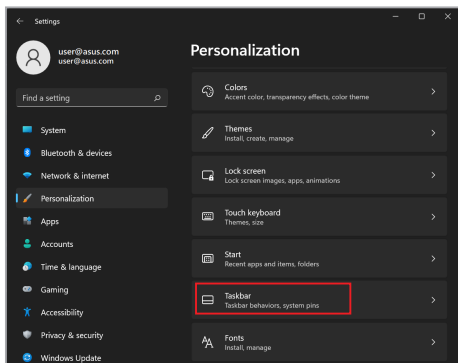 Settings
user@asus.com
user@asus.com
Find a setting
System
Bluetooth & devices
Network & internet
Personalization
Apps
Accounts
Time & language
Gaming
Accessibility
Privacy & security
Windows Update
Personalization
Colors
Accent color, transparency effects, color theme
Themes
Install, create, manage
Lock screen
Lock screen images, apps, animations
Touch keyboard
Themes, size
Start
Recent apps and items, folders
Taskbar
Taskbar behaviors, system pins
Fonts
Install, manage